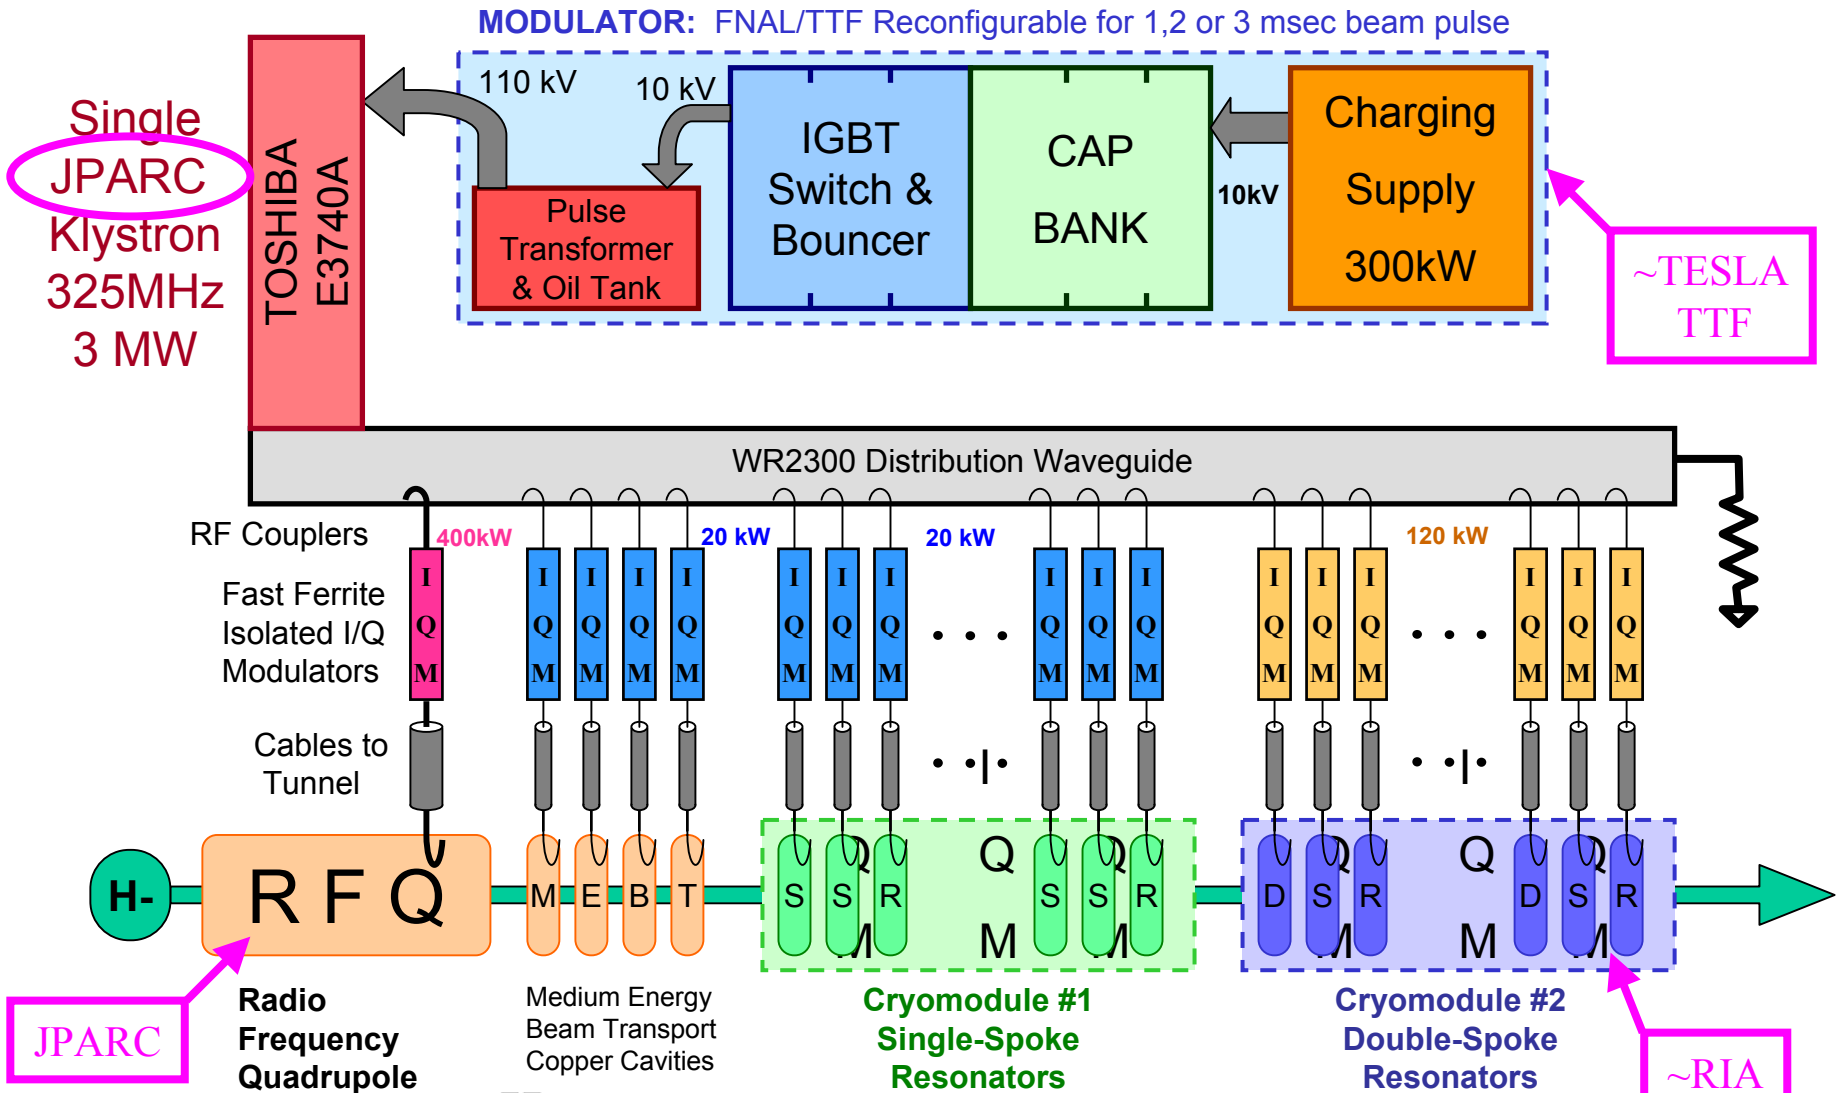 MODULATOR: FNAL/TTF Reconfigurable for 1,2 or 3 msec beam pulse
Single
JPARC
Klystron
325MHz
3 MW
TOSHIBA
E3740A
110 kV
10 kV
Pulse
Transformer
& Oil Tank
IGBT
Switch &
Bouncer
CAP
BANK
10kV
Charging
Supply
300kW
~TESLA
TTF
WR2300 Distribution Waveguide
RF Couplers
400kW
20 kW
20 kW
120 kW
Fast Ferrite
Isolated I/Q
Modulators
I Q M
I Q M
I Q M
I Q M
I Q M
I Q M
I Q M
I Q M
• • •
I Q M
I Q M
I Q M
I Q M
I Q M
I Q M
• • •
I Q M
I Q M
I Q M
Cables to
Tunnel
H-
R F Q
M E B T
S S R
Q M
Q M
S S R
Q M
D S R
Q M
Q M
D S R
Q M
JPARC
Radio
Frequency
Quadrupole
Medium Energy
Beam Transport
Copper Cavities
Cryomodule #1
Single-Spoke
Resonators
Cryomodule #2
Double-Spoke
Resonators
~RIA